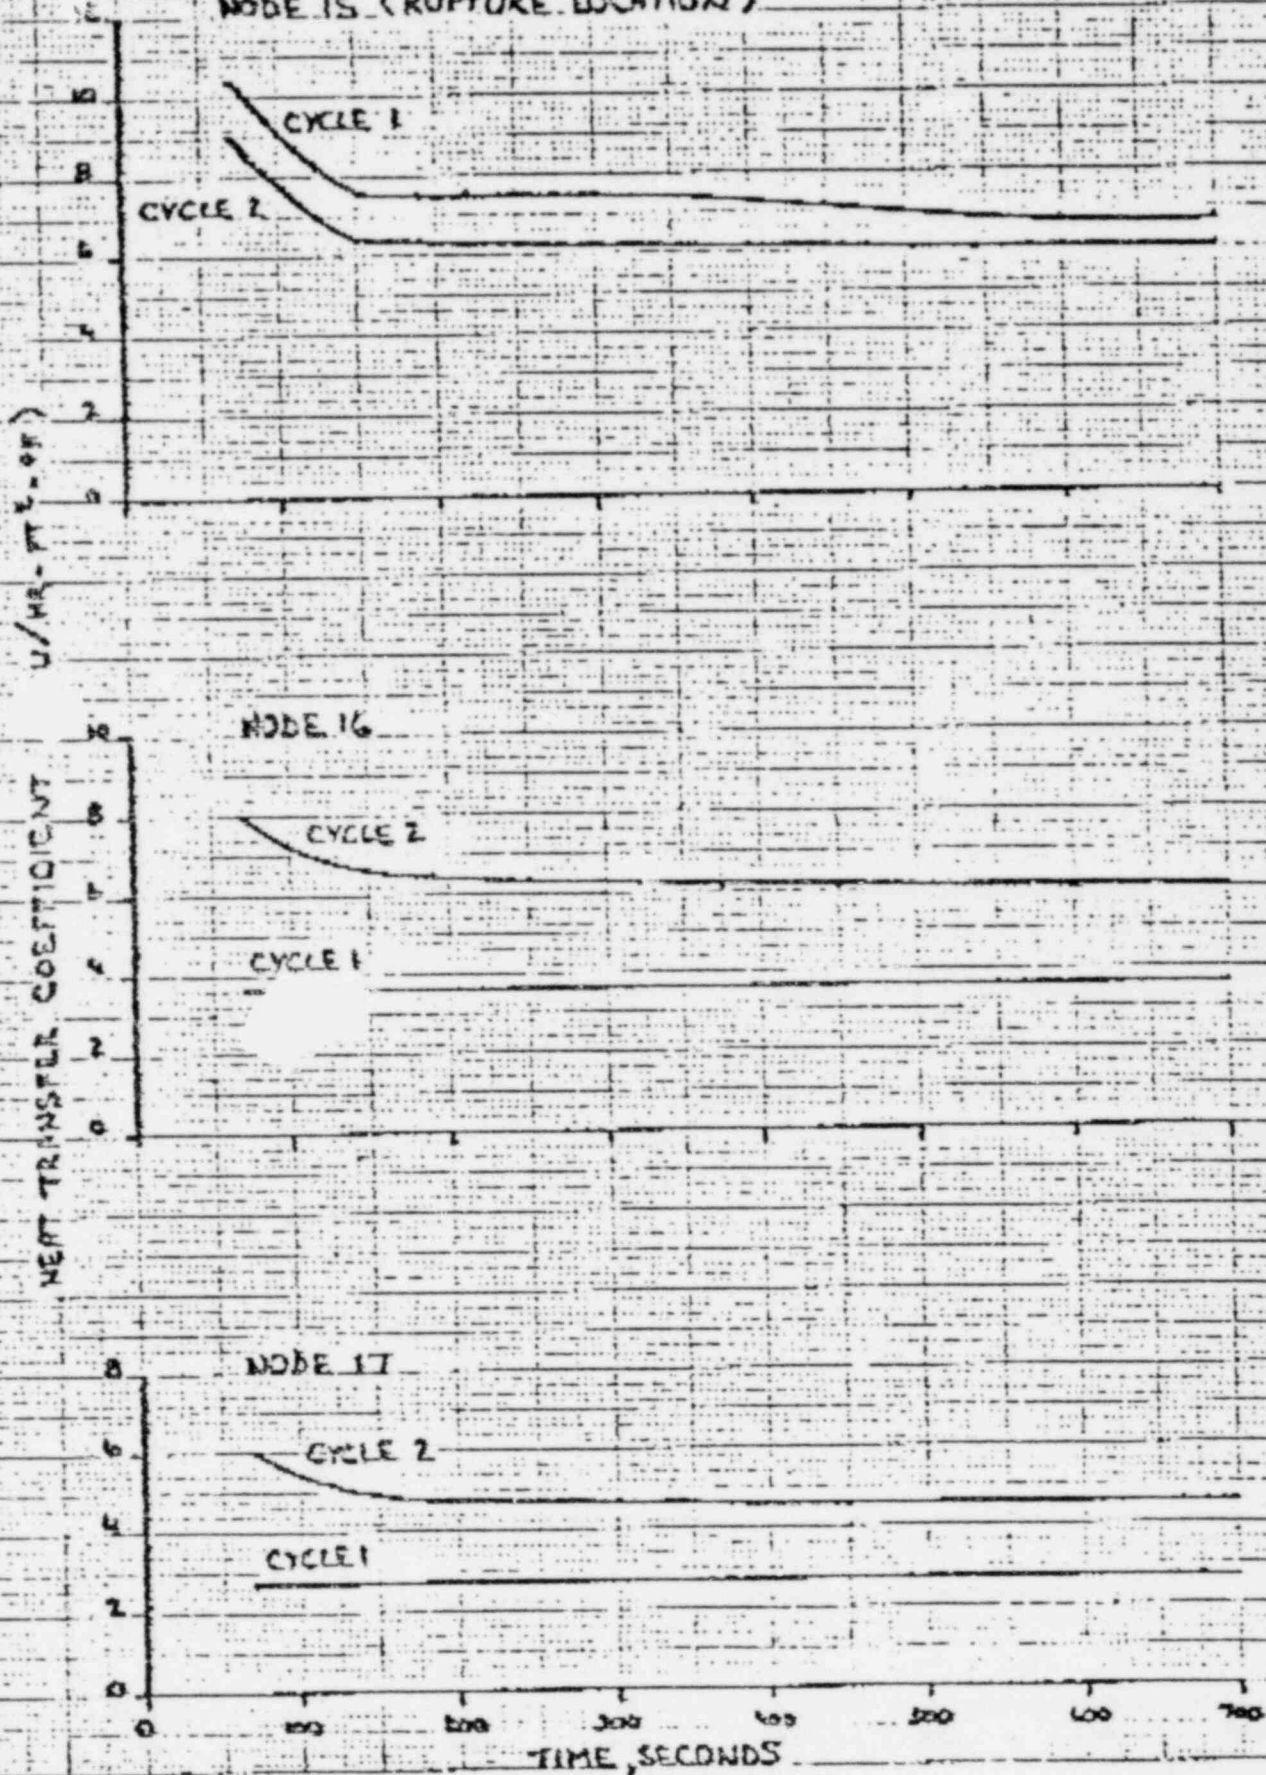 NODE 15 (RUPTURE LOCATION)
10
8
6
4
2
0
CYCLE 1
CYCLE 2
NODE 16
10
8
6
4
2
0
CYCLE 2
CYCLE 1
NODE 17
8
6
4
2
0
CYCLE 2
CYCLE 1
0 100 200 300 400 500 600 700
TIME, SECONDS
HEAT TRANSFER COEFFICIENT U/HR-FT²-°F)